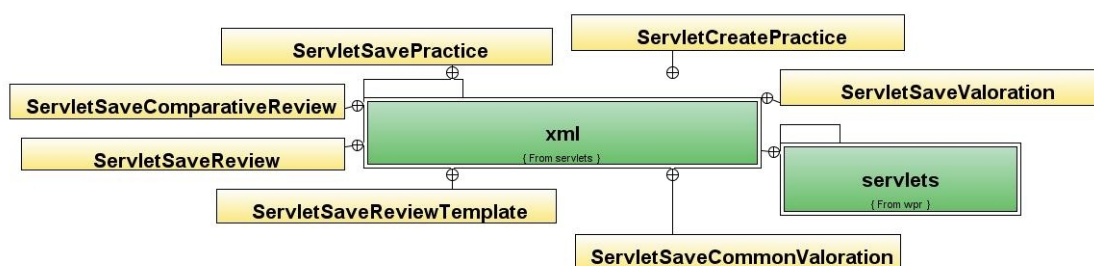 ServletSavePractice
ServletCreatePractice
ServletSaveComparativeReview
ServletSaveValoration
xml
{ From servlets }
ServletSaveReview
servlets
{ From wpr }
ServletSaveReviewTemplate
ServletSaveCommonValoration